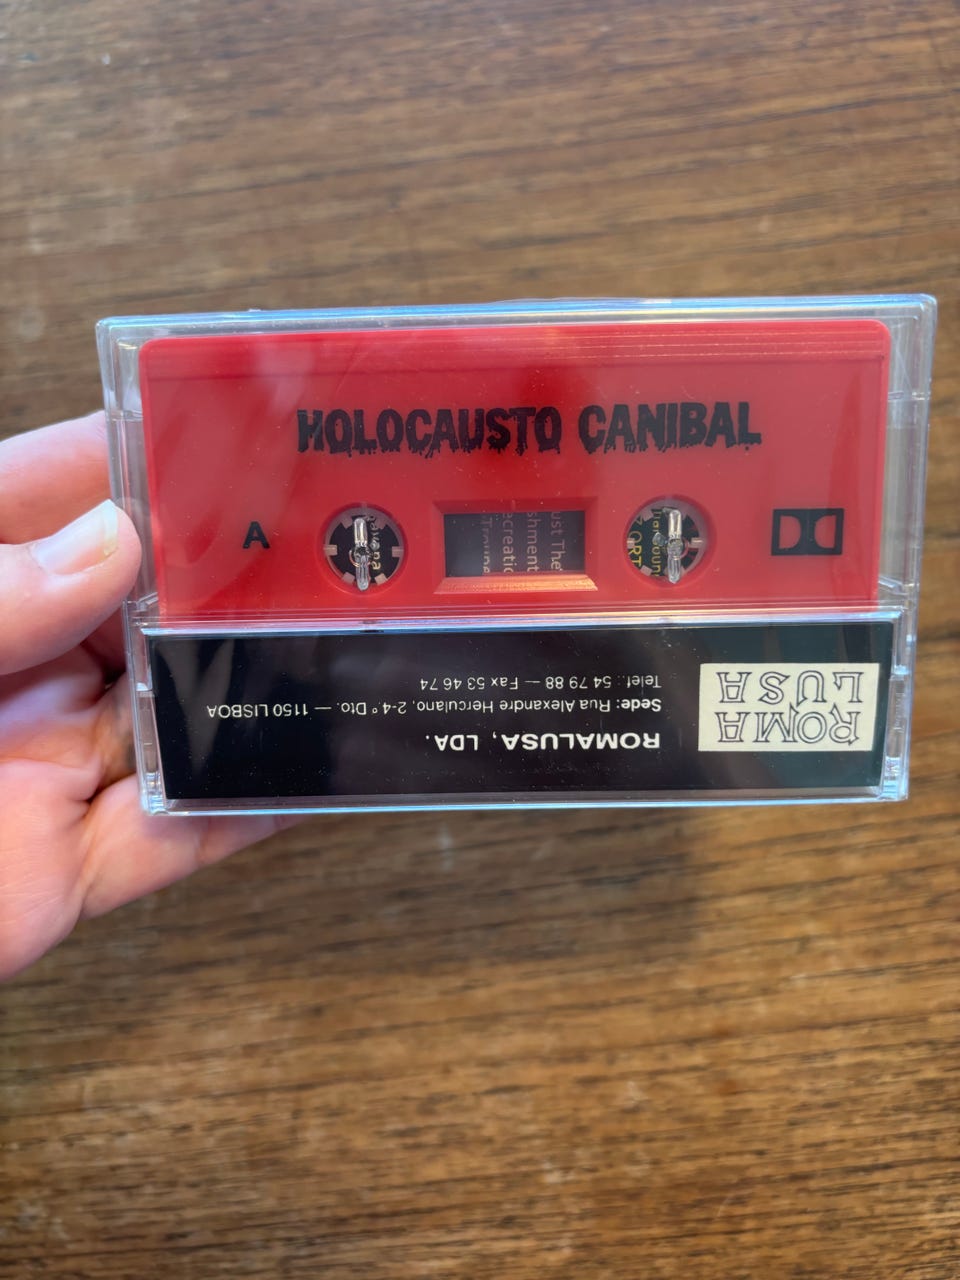 HOLOCAUSTO CANIBAL
A
ROMA
LUSA
ROMALUSA, LDA.
Sede: Rua Alexandre Herculano, 2-4.º Dto. — 1150 LISBOA
Telef.: 54 79 88 — Fax 53 46 74